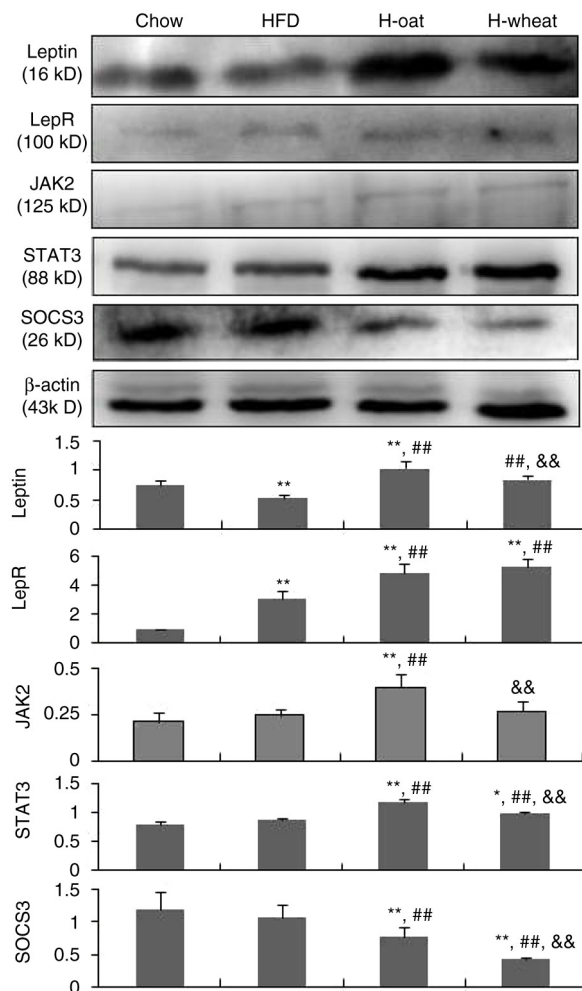 Chow HFD H-oat H-wheat
Leptin
(16 kD)
LepR
(100 kD)
JAK2
(125 kD)
STAT3
(88 kD)
SOCS3
(26 kD)
β-actin
(43k D)
Leptin
1.5
1
0.5
0
**
**, ##
##, &&
LepR
6
4
2
0
**
**, ##
**, ##
JAK2
0.5
0.25
0
**, ##
&&
STAT3
1.5
1
0.5
0
**, ##
*, ##, &&
SOCS3
1.5
1
0.5
0
**, ##
**, ##, &&